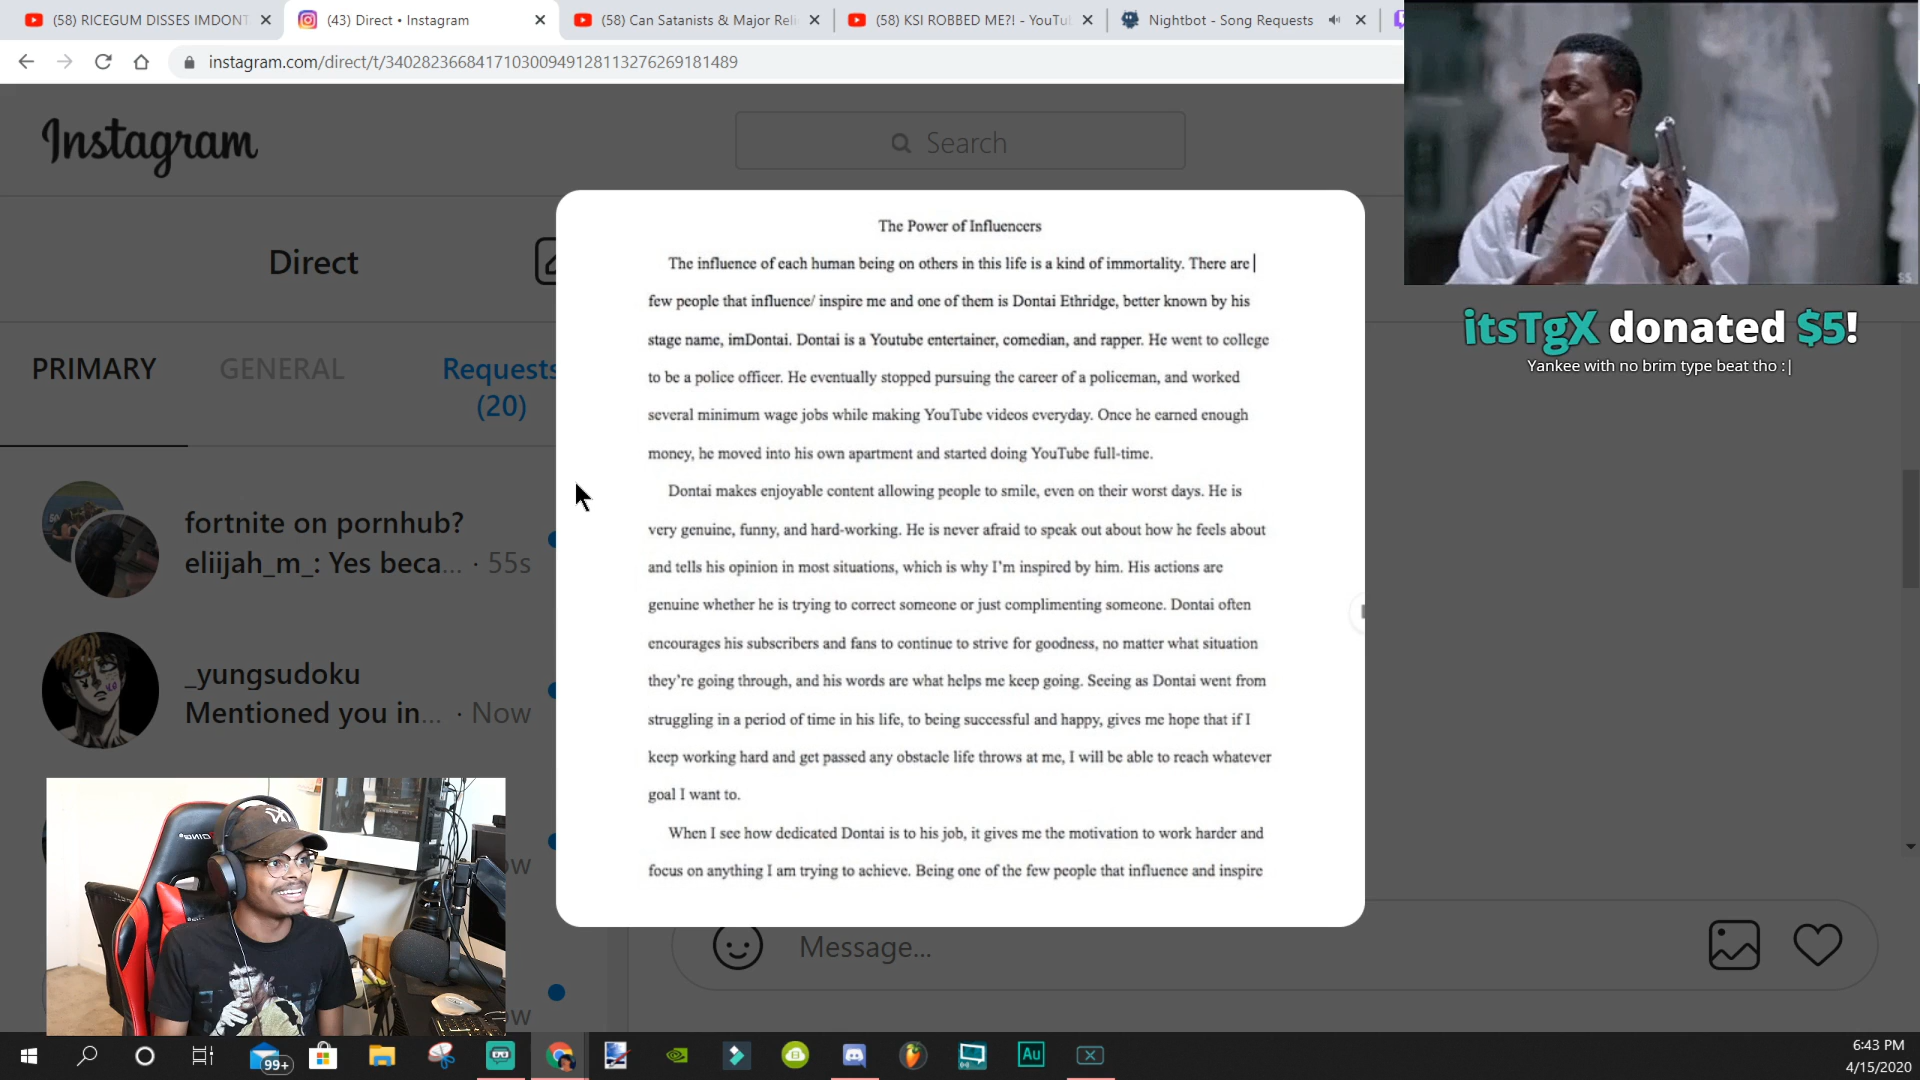 (58) RICEGUM DISSES IMDONT
(43) Direct • Instagram
(58) Can Satanists & Major Reli
(58) KSI ROBBED ME?! - YouTu
Nightbot - Song Requests
instagram.com/direct/t/340282366841710300949128113276269181489
Instagram
Search
Direct
PRIMARY
GENERAL
Requests
(20)
fortnite on pornhub?
eliijah_m_: Yes beca... · 55s
_yungsudoku
Mentioned you in... · Now
The Power of Influencers
The influence of each human being on others in this life is a kind of immortality. There are
few people that influence/ inspire me and one of them is Dontai Ethridge, better known by his
stage name, imDontai. Dontai is a Youtube entertainer, comedian, and rapper. He went to college
to be a police officer. He eventually stopped pursuing the career of a policeman, and worked
several minimum wage jobs while making YouTube videos everyday. Once he earned enough
money, he moved into his own apartment and started doing YouTube full-time.
Dontai makes enjoyable content allowing people to smile, even on their worst days. He is
very genuine, funny, and hard-working. He is never afraid to speak out about how he feels about
and tells his opinion in most situations, which is why I'm inspired by him. His actions are
genuine whether he is trying to correct someone or just complimenting someone. Dontai often
encourages his subscribers and fans to continue to strive for goodness, no matter what situation
they're going through, and his words are what helps me keep going. Seeing as Dontai went from
struggling in a period of time in his life, to being successful and happy, gives me hope that if I
keep working hard and get passed any obstacle life throws at me, I will be able to reach whatever
goal I want to.
When I see how dedicated Dontai is to his job, it gives me the motivation to work harder and
focus on anything I am trying to achieve. Being one of the few people that influence and inspire
itsTgX donated $5!
Yankee with no brim type beat tho :|
Message...
99+
Au
6:43 PM
4/15/2020